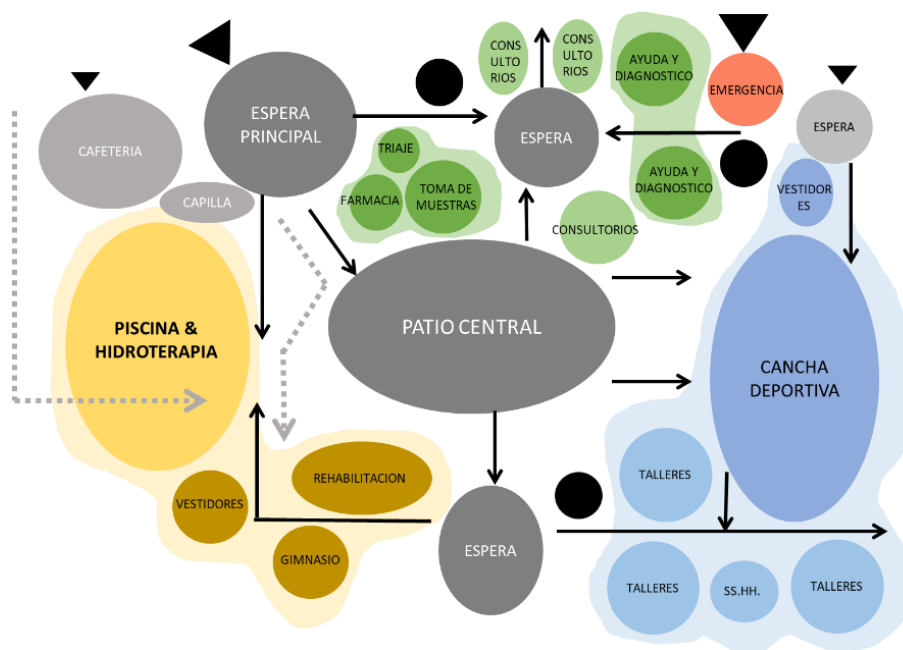 CONS
ULTO
RIOS
CONS
ULTO
RIOS
AYUDA Y
DIAGNOSTICO
EMERGENCIA
ESPERA
PRINCIPAL
ESPERA
ESPERA
CAFETERIA
TRIAJE
CAPILLA
FARMACIA
TOMA DE
MUESTRAS
AYUDA Y
DIAGNOSTICO
VESTIDOR
ES
CONSULTORIOS
PISCINA &
HIDROTERAPIA
PATIO CENTRAL
CANCHA
DEPORTIVA
REHABILITACION
TALLERES
VESTIDORES
ESPERA
GIMNASIO
TALLERES
SS.HH.
TALLERES